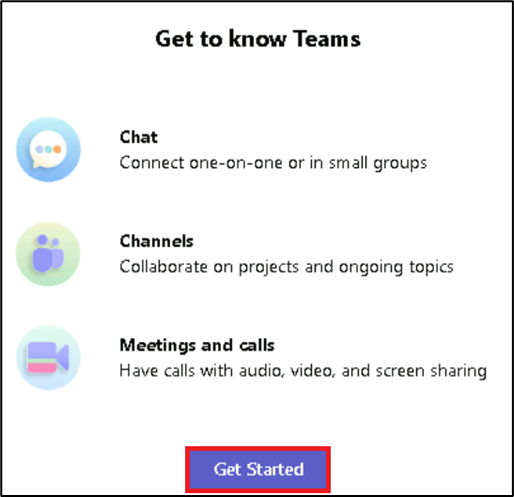 Get to know Teams
Chat
Connect one-on-one or in small groups
Channels
Collaborate on projects and ongoing topics
Meetings and calls
Have calls with audio, video, and screen sharing
Get Started